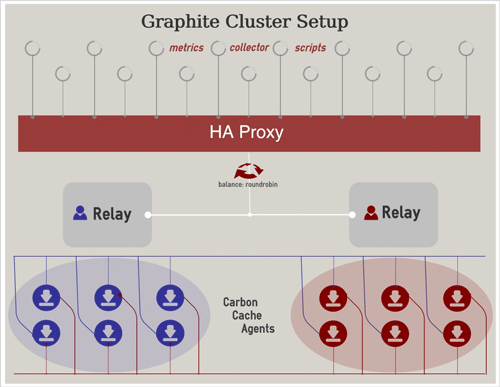 Graphite Cluster Setup
metrics collector scripts
HA Proxy
balance: roundrobin
Relay
Relay
Carbon
Cache
Agents